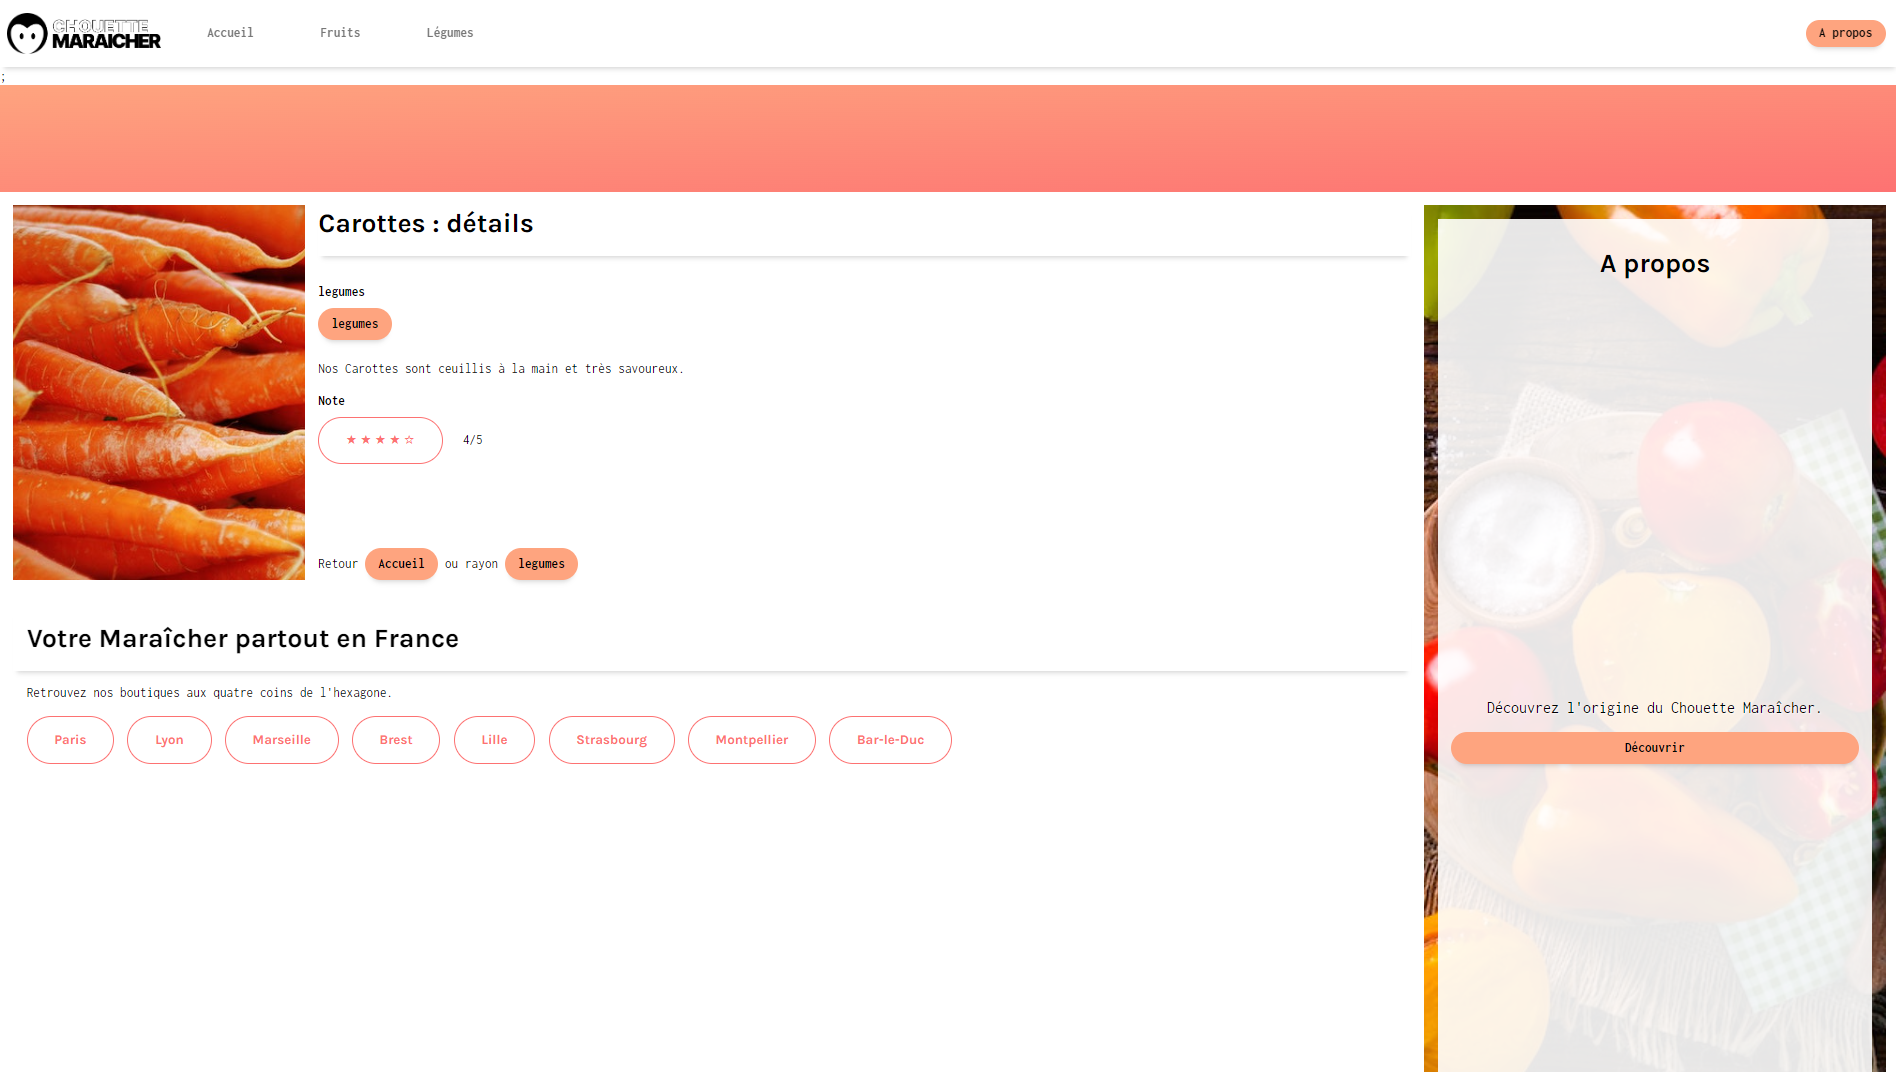 CHOUETTE
MARAICHER
Accueil
Fruits
Légumes
A propos
;
Carottes : détails
legumes
legumes
Nos Carottes sont ceuillis à la main et très savoureux.
Note
★ ★ ★ ★ ☆ 4/5
Retour Accueil ou rayon legumes
Votre Maraîcher partout en France
Retrouvez nos boutiques aux quatre coins de l'hexagone.
Paris Lyon Marseille Brest Lille Strasbourg Montpellier Bar-le-Duc
A propos
Découvrez l'origine du Chouette Maraîcher.
Découvrir